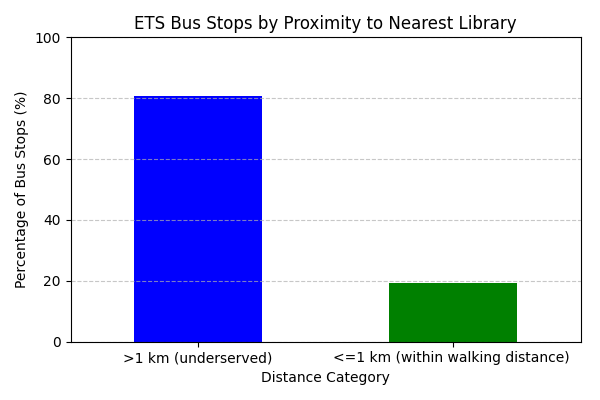 ETS Bus Stops by Proximity to Nearest Library
100
80
60
40
20
0
Percentage of Bus Stops (%)
>1 km (underserved)
<=1 km (within walking distance)
Distance Category